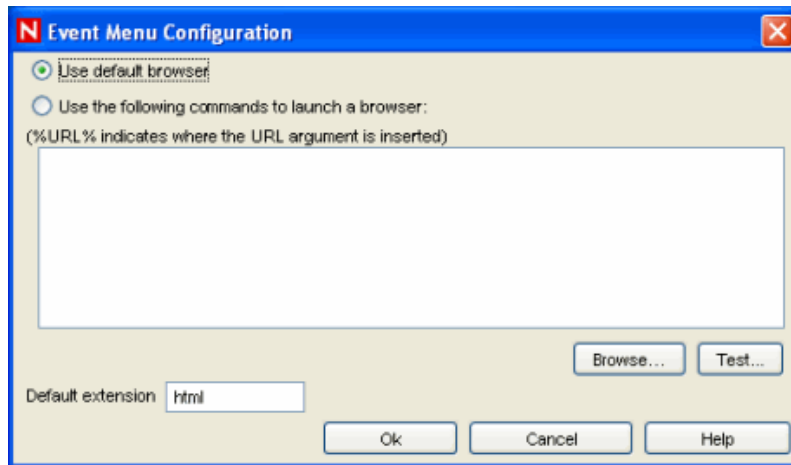 N Event Menu Configuration
Use default browser
Use the following commands to launch a browser:
(%URL% indicates where the URL argument is inserted)
Browse... Test...
Default extension html
Ok Cancel Help